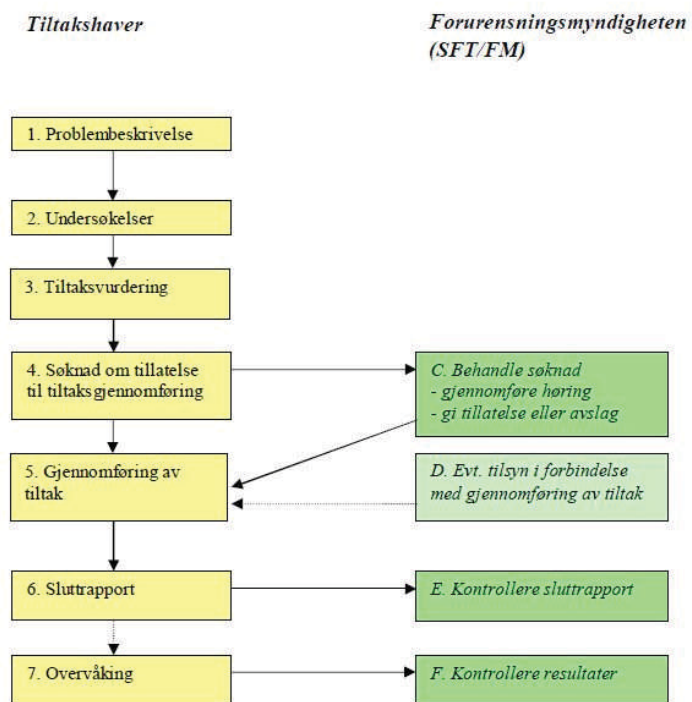 Tiltakshaver
Forurensningsmyndigheten
(SFT/FM)
1. Problembeskrivelse
2. Undersøkelser
3. Tiltaksvurdering
4. Søknad om tillatelse
til tiltaksgjennomføring
C. Behandle søknad
- gjennomføre høring
- gi tillatelse eller avslag
5. Gjennomføring av
tiltak
D. Evt. tilsyn i forbindelse
med gjennomføring av tiltak
6. Sluttrapport
E. Kontrollere sluttrapport
7. Overvåking
F. Kontrollere resultater